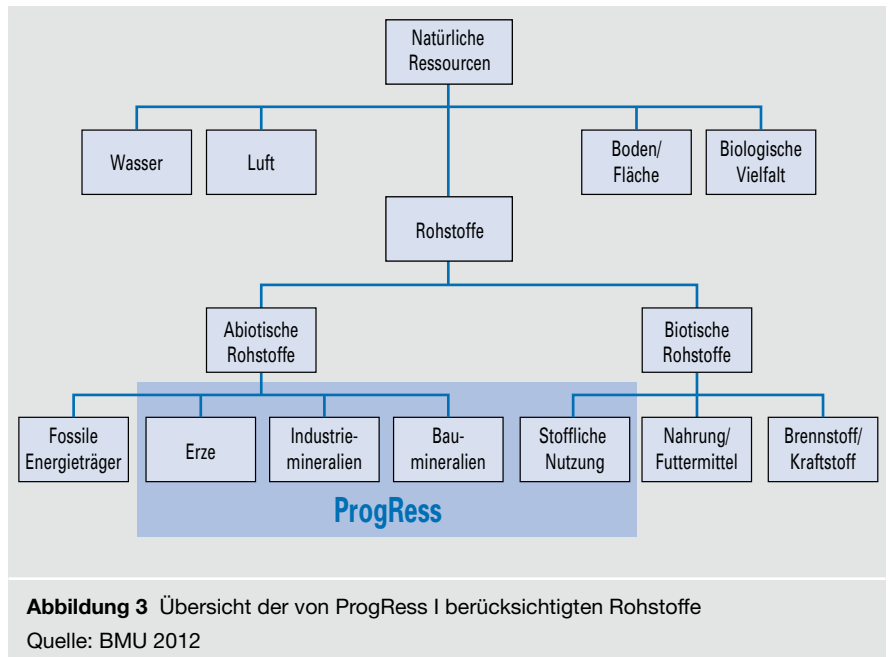 Natürliche
Ressourcen
Wasser
Luft
Boden/
Fläche
Biologische
Vielfalt
Rohstoffe
Abiotische
Rohstoffe
Biotische
Rohstoffe
Fossile
Energieträger
Erze
Industrie-
mineralien
Bau-
mineralien
Stoffliche
Nutzung
Nahrung/
Futtermittel
Brennstoff/
Kraftstoff
ProgRess
Abbildung 3 Übersicht der von ProgRess I berücksichtigten Rohstoffe
Quelle: BMU 2012